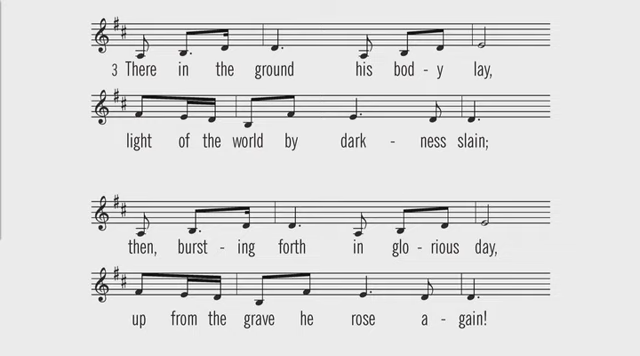 3 There in the ground his bod - y lay,
light of the world by dark - ness slain;
then, burst - ing forth in glo - rious day,
up from the grave he rose a - gain!